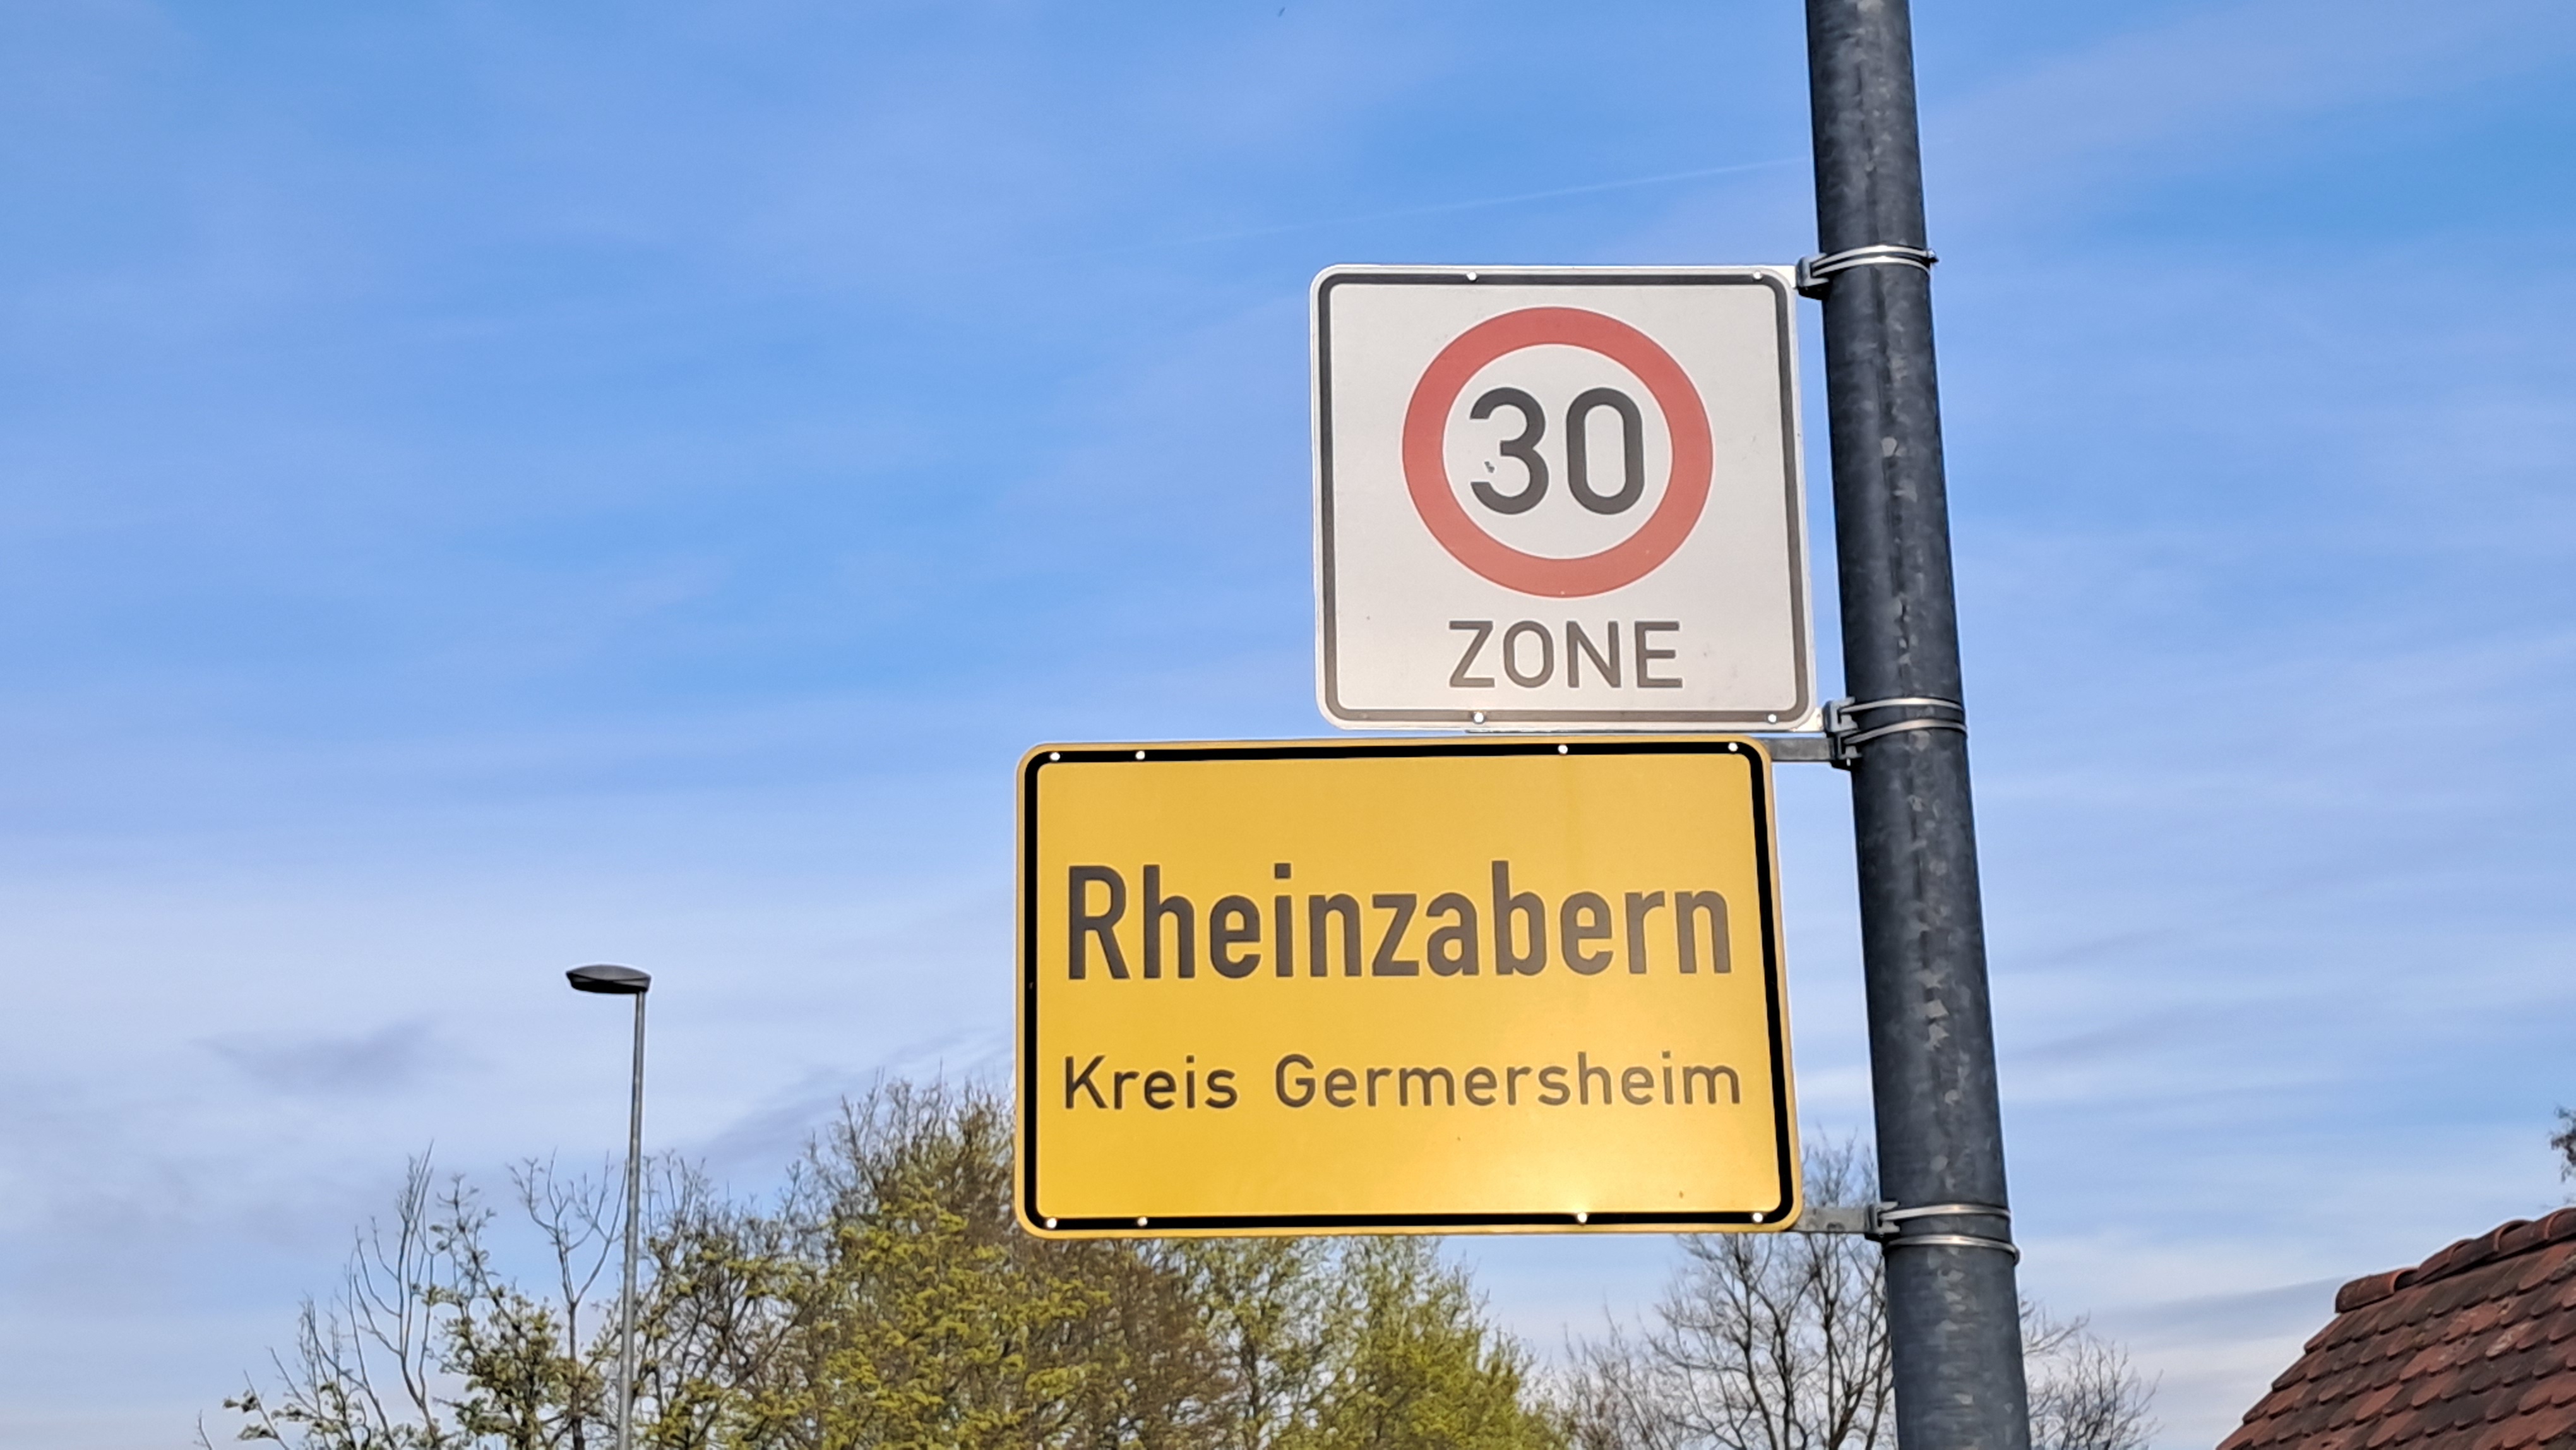 30
ZONE
Rheinzabern
Kreis Germersheim